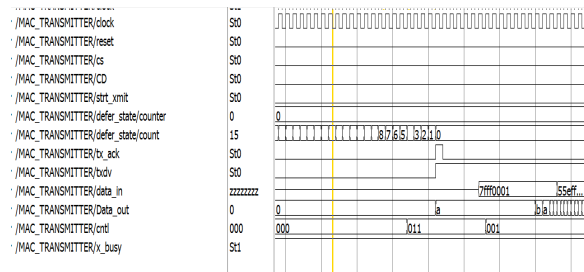 /MAC_TRANSMITTER/clock St0
/MAC_TRANSMITTER/reset St0
/MAC_TRANSMITTER/cs St0
/MAC_TRANSMITTER/CD St0
/MAC_TRANSMITTER/strt_xmit St0
/MAC_TRANSMITTER/defer_state/counter 0 0
/MAC_TRANSMITTER/defer_state/count 15 8 7 6 5 3 2 1 0
/MAC_TRANSMITTER/tx_ack St0
/MAC_TRANSMITTER/txdv St0
/MAC_TRANSMITTER/data_in zzzzzzzz 7fff0001 55eff...
/MAC_TRANSMITTER/Data_out 0 0 a b a
/MAC_TRANSMITTER/cntl 000 000 011 001
/MAC_TRANSMITTER/x_busy St1